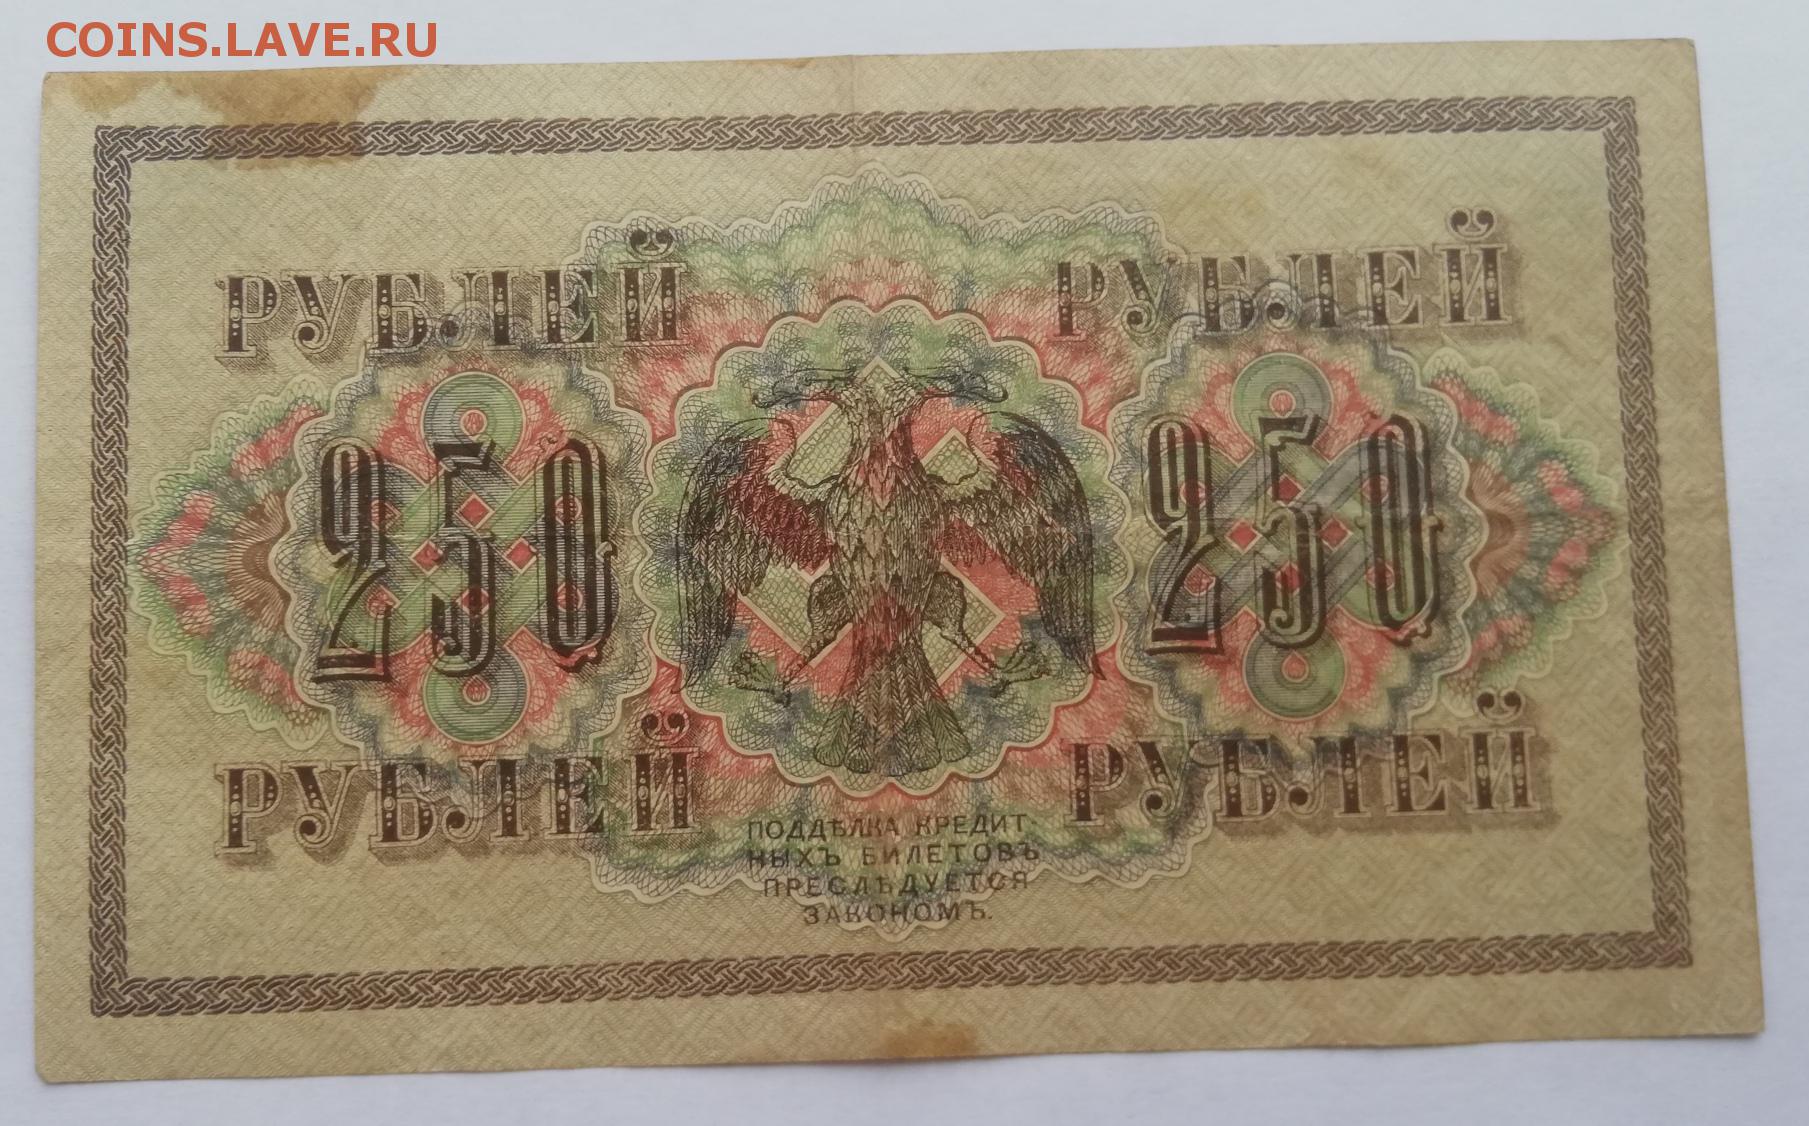 COINS.LAVE.RU
РУБЛЕЙ РУБЛЕЙ
250 250
РУБЛЕЙ РУБЛЕЙ
ПОДДѢЛКА КРЕДИТ
НЫХЪ БИЛЕТОВЪ
ПРЕСЛѢДУЕТСЯ
ЗАКОНОМЪ.